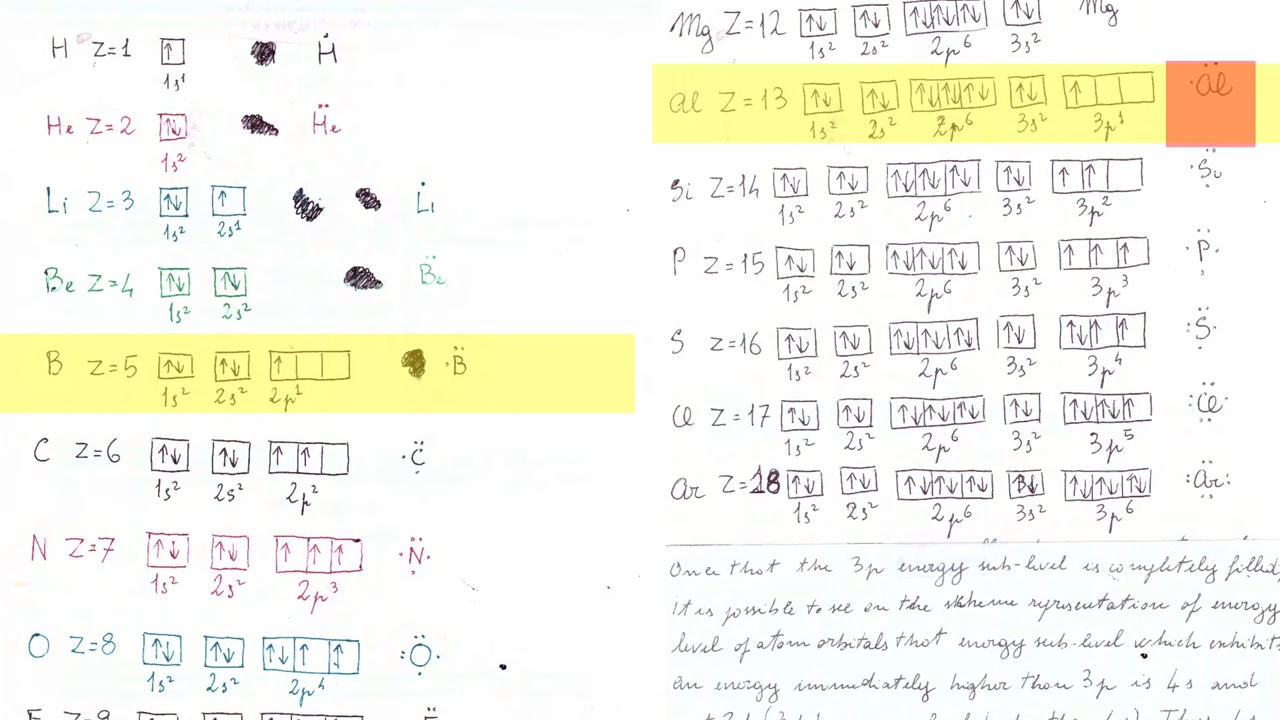 H Z=1 ↑ Ḣ
1s¹
He Z=2 ↑↓ He
1s²
Li Z=3 ↑↓ ↑ Li
1s² 2s¹
Be Z=4 ↑↓ ↑↓ Be
1s² 2s²
B Z=5 ↑↓ ↑↓ ↑ ·B
1s² 2s² 2p¹
C Z=6 ↑↓ ↑↓ ↑ ↑ ·C
1s² 2s² 2p²
N Z=7 ↑↓ ↑↓ ↑ ↑ ↑ ·N·
1s² 2s² 2p³
O Z=8 ↑↓ ↑↓ ↑↓ ↑ ↑ :O·
1s² 2s² 2p⁴
F Z=9 F
Mg Z=12 ↑↓ ↑↓ ↑↓ ↑↓ ↑↓ ↑↓ Mg
1s² 2s² 2p⁶ 3s²
Al Z=13 ↑↓ ↑↓ ↑↓ ↑↓ ↑↓ ↑↓ ↑ ·Al
1s² 2s² 2p⁶ 3s² 3p¹
Si Z=14 ↑↓ ↑↓ ↑↓ ↑↓ ↑↓ ↑↓ ↑ ↑ ·Si
1s² 2s² 2p⁶ 3s² 3p²
P Z=15 ↑↓ ↑↓ ↑↓ ↑↓ ↑↓ ↑↓ ↑ ↑ ↑ ·P·
1s² 2s² 2p⁶ 3s² 3p³
S Z=16 ↑↓ ↑↓ ↑↓ ↑↓ ↑↓ ↑↓ ↑↓ ↑ ↑ :S·
1s² 2s² 2p⁶ 3s² 3p⁴
Cl Z=17 ↑↓ ↑↓ ↑↓ ↑↓ ↑↓ ↑↓ ↑↓ ↑↓ ↑ :Cl·
1s² 2s² 2p⁶ 3s² 3p⁵
Ar Z=18 ↑↓ ↑↓ ↑↓ ↑↓ ↑↓ ↑↓ ↑↓ ↑↓ ↑↓ :Ar:
1s² 2s² 2p⁶ 3s² 3p⁶
Once that the 3p energy sub-level is completely filled,
it is possible to see on the skheme rypresentation of energy
level of atom orbitals that energy sub-level which exhibits
an energy immediately higher than 3p is 4s and